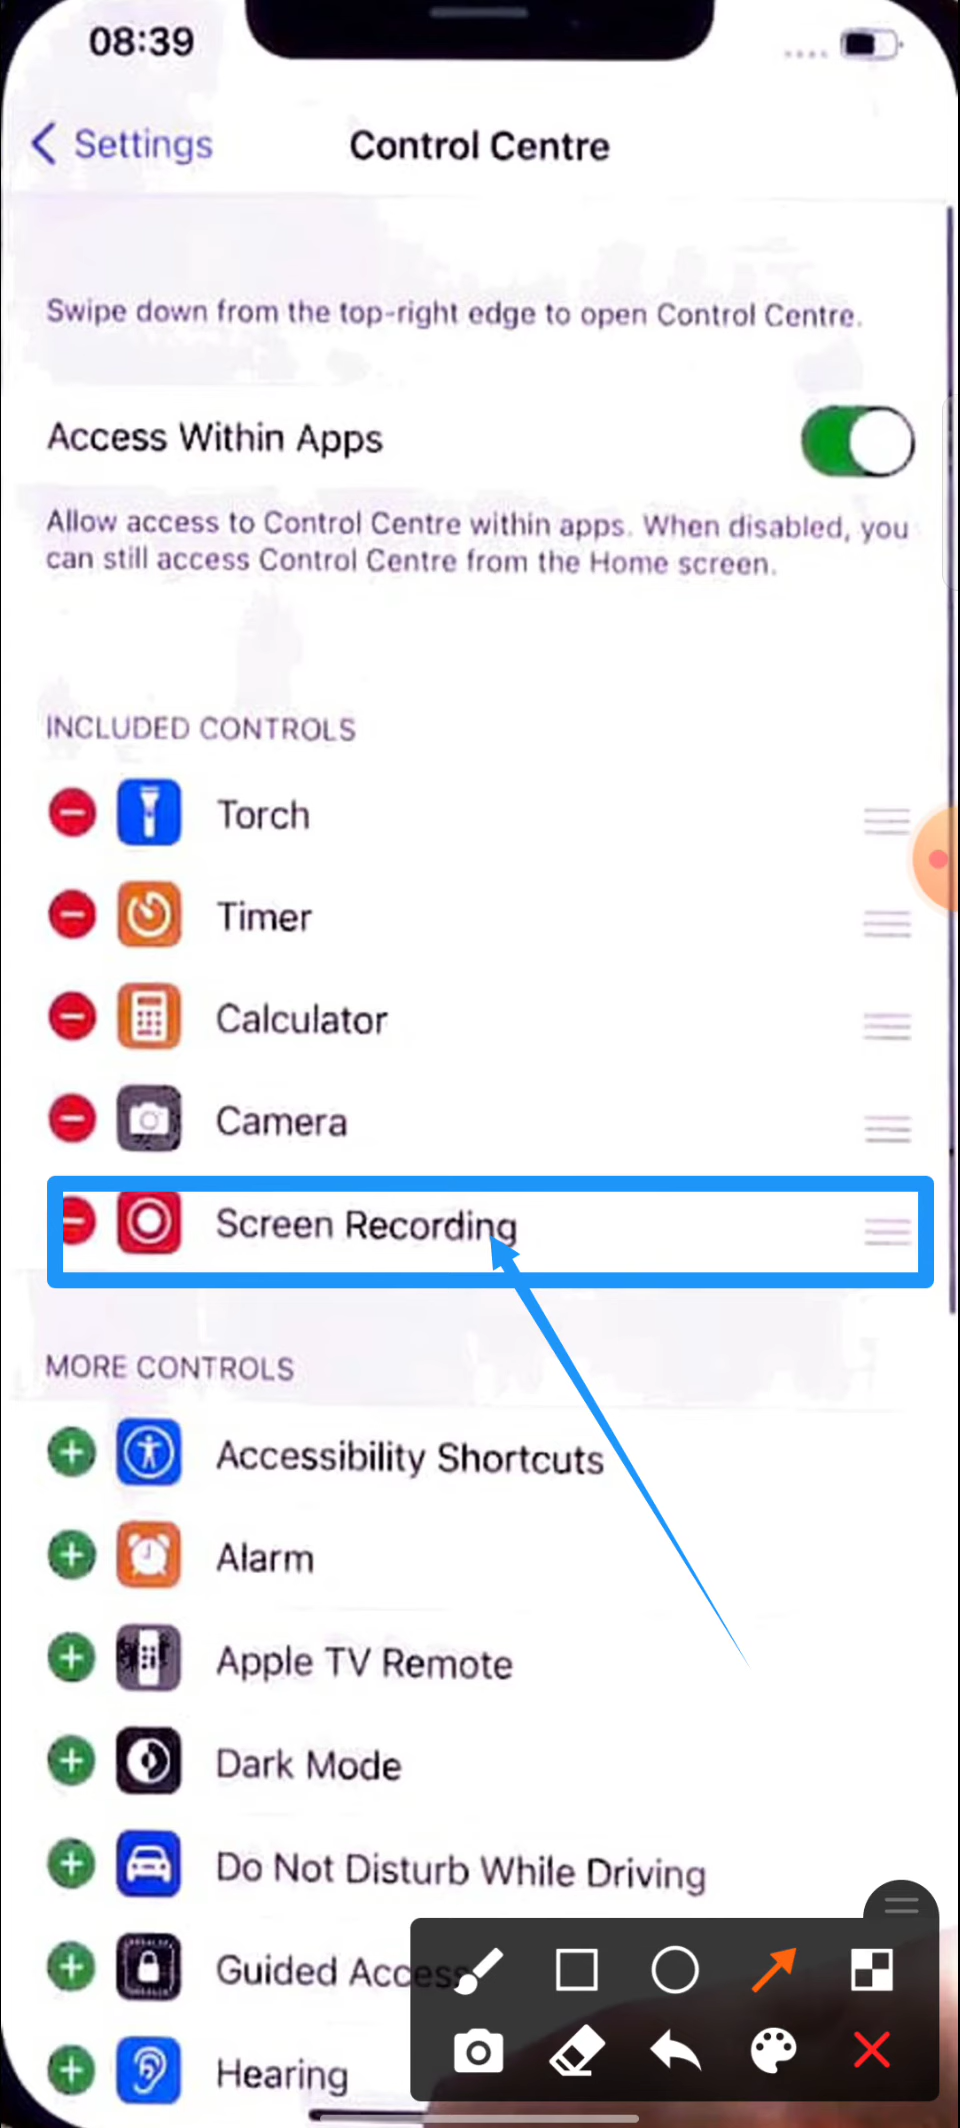 08:39
Settings
Control Centre
Swipe down from the top-right edge to open Control Centre.
Access Within Apps
Allow access to Control Centre within apps. When disabled, you
can still access Control Centre from the Home screen.
INCLUDED CONTROLS
Torch
Timer
Calculator
Camera
Screen Recording
MORE CONTROLS
Accessibility Shortcuts
Alarm
Apple TV Remote
Dark Mode
Do Not Disturb While Driving
Guided Access
Hearing